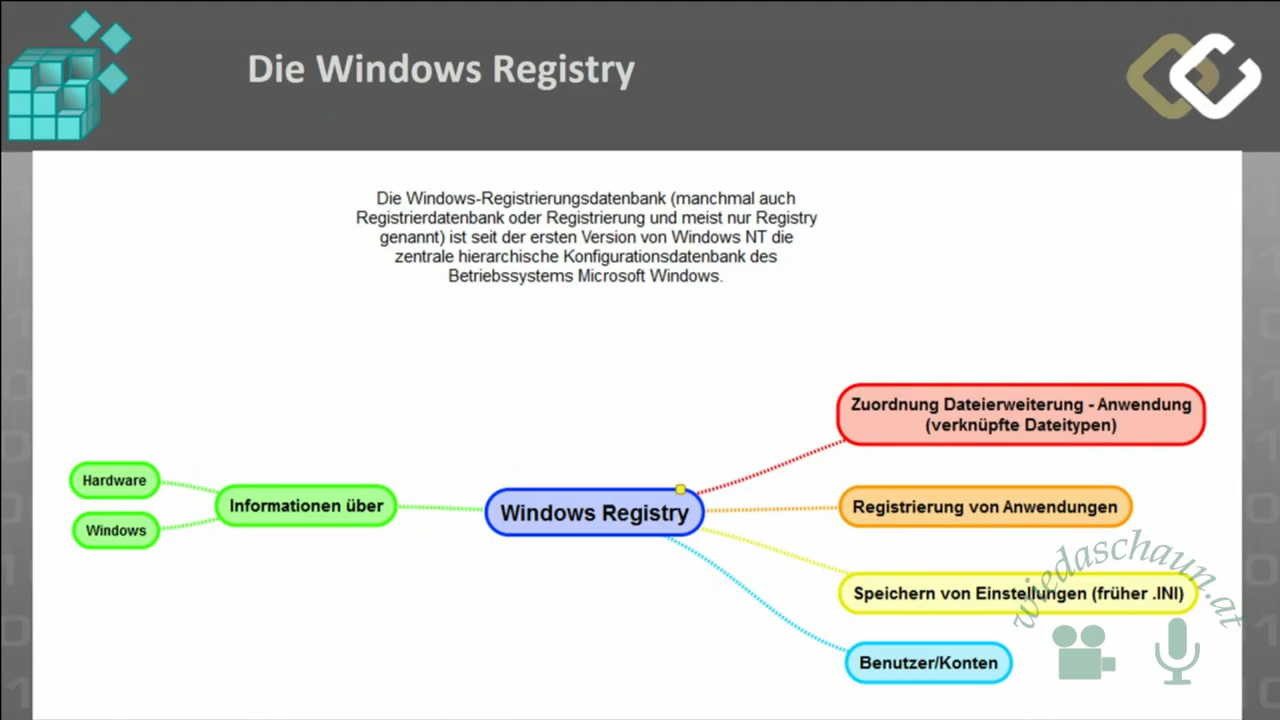 Die Windows Registry
Die Windows-Registrierungsdatenbank (manchmal auch
Registrierdatenbank oder Registrierung und meist nur Registry
genannt) ist seit der ersten Version von Windows NT die
zentrale hierarchische Konfigurationsdatenbank des
Betriebssystems Microsoft Windows.
Zuordnung Dateierweiterung - Anwendung
(verknüpfte Dateitypen)
Hardware
Informationen über
Windows
Windows Registry
Registrierung von Anwendungen
Speichern von Einstellungen (früher .INI)
Benutzer/Konten
wiedaschaun.at